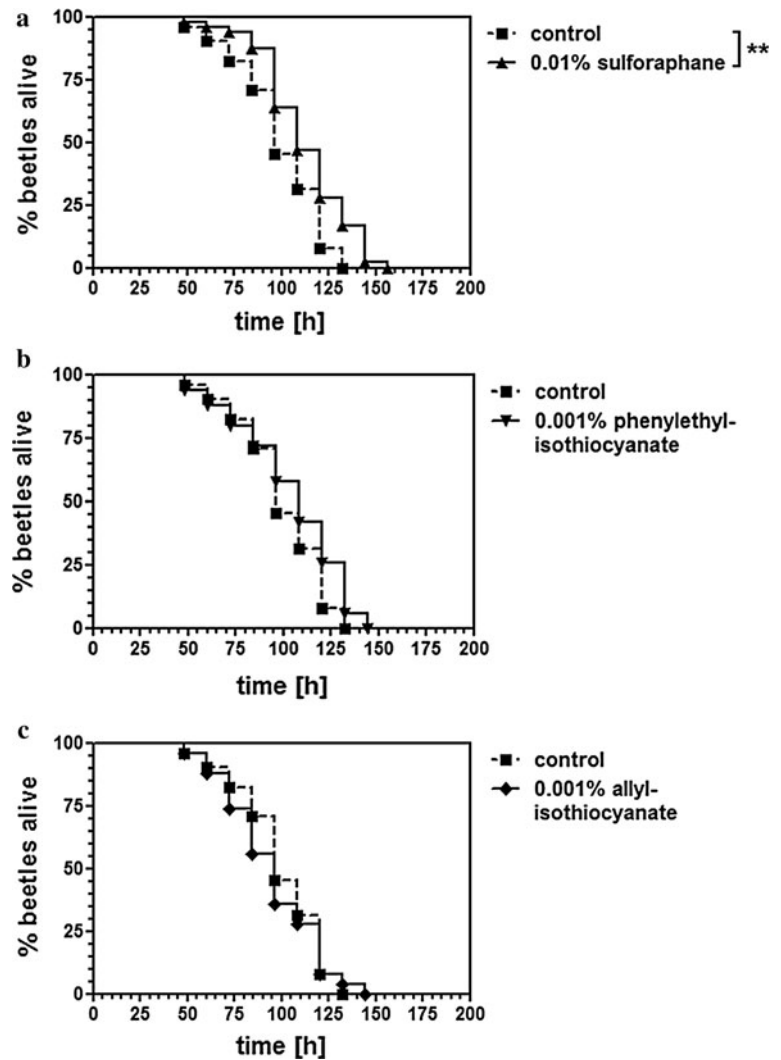 a
100
75
50
25
0
% beetles alive
0 25 50 75 100 125 150 175 200
time [h]
control
0.01% sulforaphane
**
b
100
75
50
25
0
% beetles alive
0 25 50 75 100 125 150 175 200
time [h]
control
0.001% phenylethyl-
isothiocyanate
c
100
75
50
25
0
% beetles alive
0 25 50 75 100 125 150 175 200
time [h]
control
0.001% allyl-
isothiocyanate